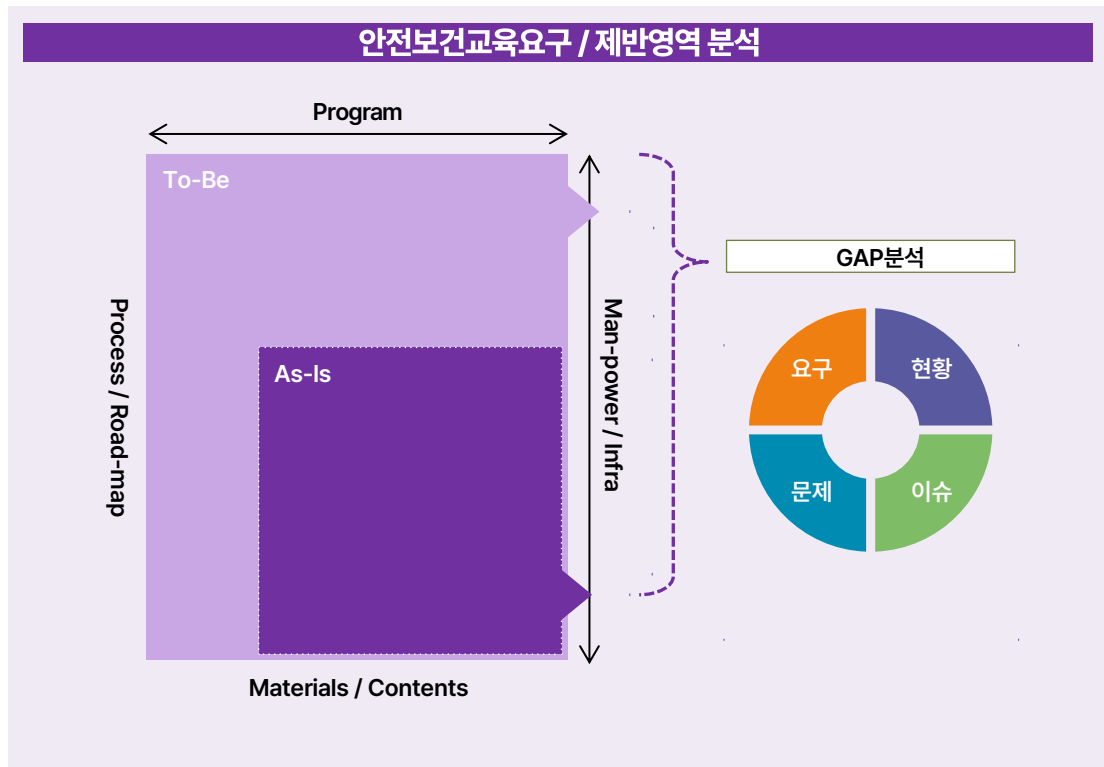 안전보건교육요구 / 제반영역 분석
Program
To-Be
Process / Road-map
As-Is
Man-power / Infra
Materials / Contents
GAP분석
요구
현황
문제
이슈